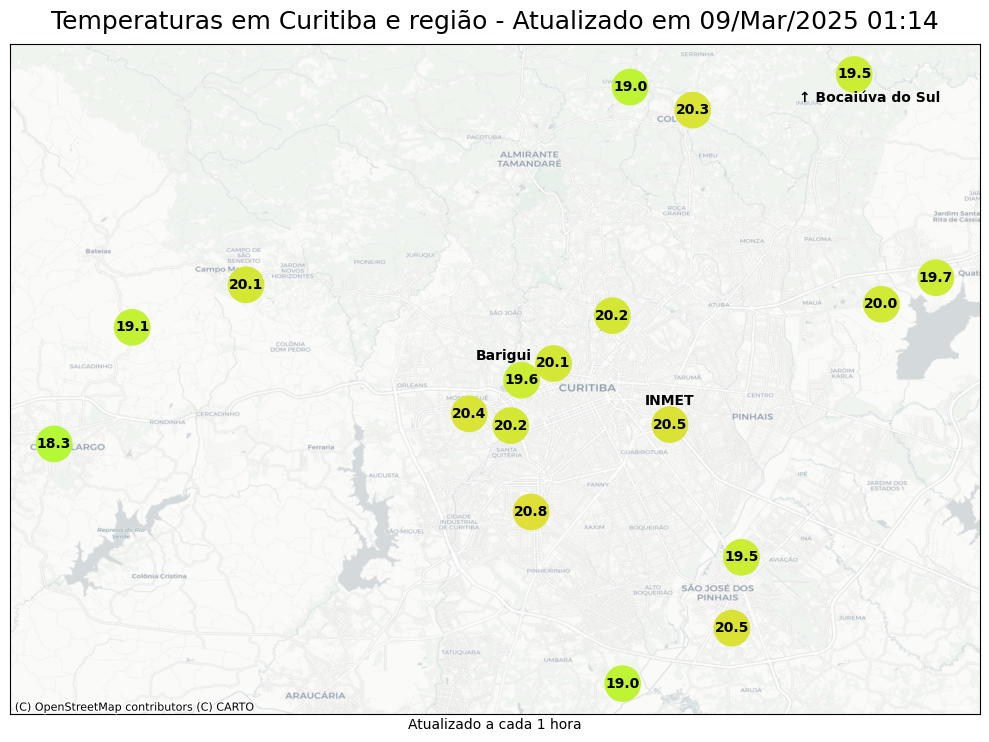 Temperaturas em Curitiba e região - Atualizado em 09/Mar/2025 01:14
SERRINHA
19.5
19.0
↑ Bocaiúva do Sul
20.3
PACOTUBA
ALMIRANTE
TAMANDARÉ
EMBU
ROÇA
GRANDE
Jardim Santa
Rita de Cássia
MONZA
PALOMA
Bateias
CAMPO DE
SÃO
BENEDITO
JURUQUI
PIONEIRO
JARDIM
NOVOS
HORIZONTES
Campo
20.1
19.7
20.0
MAUÁ
ATUBA
SÃO JOÃO
20.2
19.1
COLÔNIA
DOM PEDRO
Barigui
20.1
SALGADINHO
JARDIM
KARLA
TARUMÃ
19.6
ORLEANS
CURITIBA
CENTRO
INMET
20.4
20.2
20.5
PINHAIS
CERCADINHO
RONDINHA
18.3
LARGO
Ferraria
SANTA
QUITÉRIA
GUABIROTUBA
AUGUSTA
IPÊ
FANNY
JARDIM DOS
ESTADOS
20.8
CIDADE
INDUSTRIAL
DE CURITIBA
XAXIM
BOQUEIRÃO
SÃO MIGUEL
Represa do Rio
Verde
INÁ
19.5
AVIAÇÃO
Colônia Cristina
PINHEIRINHO
ALTO
BOQUEIRÃO
SÃO JOSÉ DOS
PINHAIS
JUREMA
20.5
TATUQUARA
UMBARÁ
19.0
ARUJÁ
ARAUCÁRIA
(C) OpenStreetMap contributors (C) CARTO
Atualizado a cada 1 hora